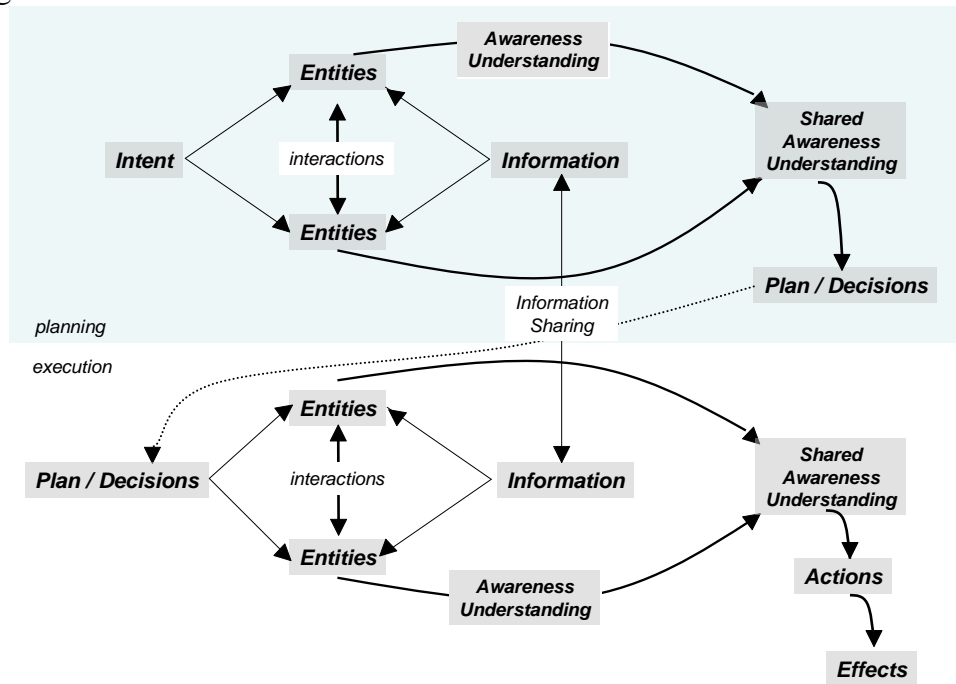 Awareness
Understanding
Entities
Shared
Awareness
Understanding
Intent
interactions
Information
Entities
Plan / Decisions
Information
Sharing
planning
execution
Entities
Shared
Awareness
Understanding
Plan / Decisions
interactions
Information
Entities
Awareness
Understanding
Actions
Effects